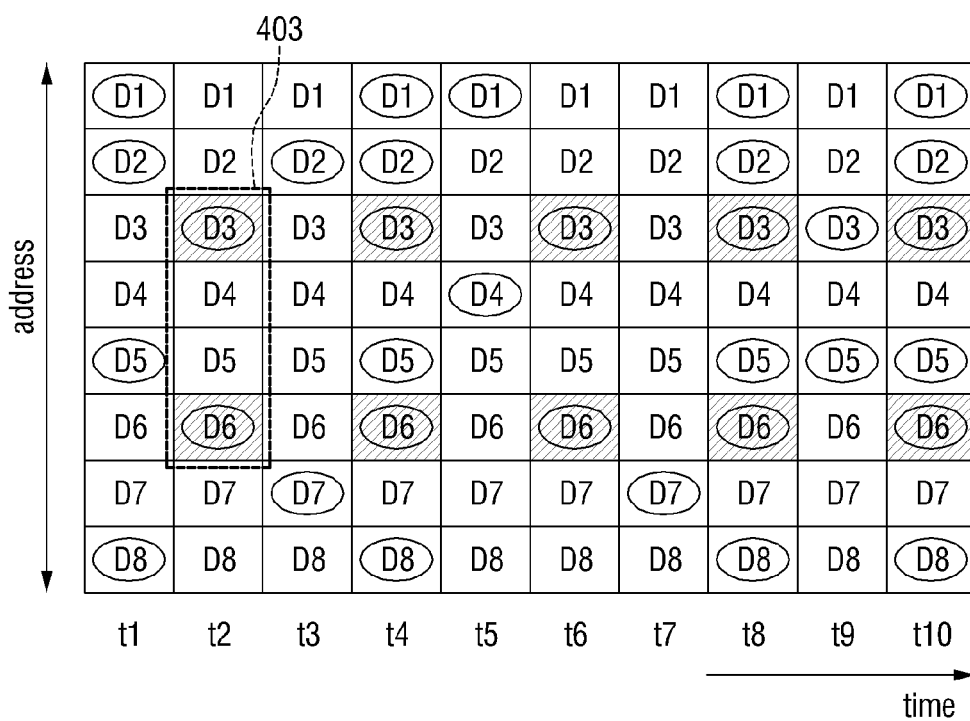 403
D1 D1 D1 D1 D1 D1 D1 D1 D1 D1
D2 D2 D2 D2 D2 D2 D2 D2 D2 D2
D3 D3 D3 D3 D3 D3 D3 D3 D3 D3
D4 D4 D4 D4 D4 D4 D4 D4 D4 D4
D5 D5 D5 D5 D5 D5 D5 D5 D5 D5
D6 D6 D6 D6 D6 D6 D6 D6 D6 D6
D7 D7 D7 D7 D7 D7 D7 D7 D7 D7
D8 D8 D8 D8 D8 D8 D8 D8 D8 D8
address
t1 t2 t3 t4 t5 t6 t7 t8 t9 t10
time